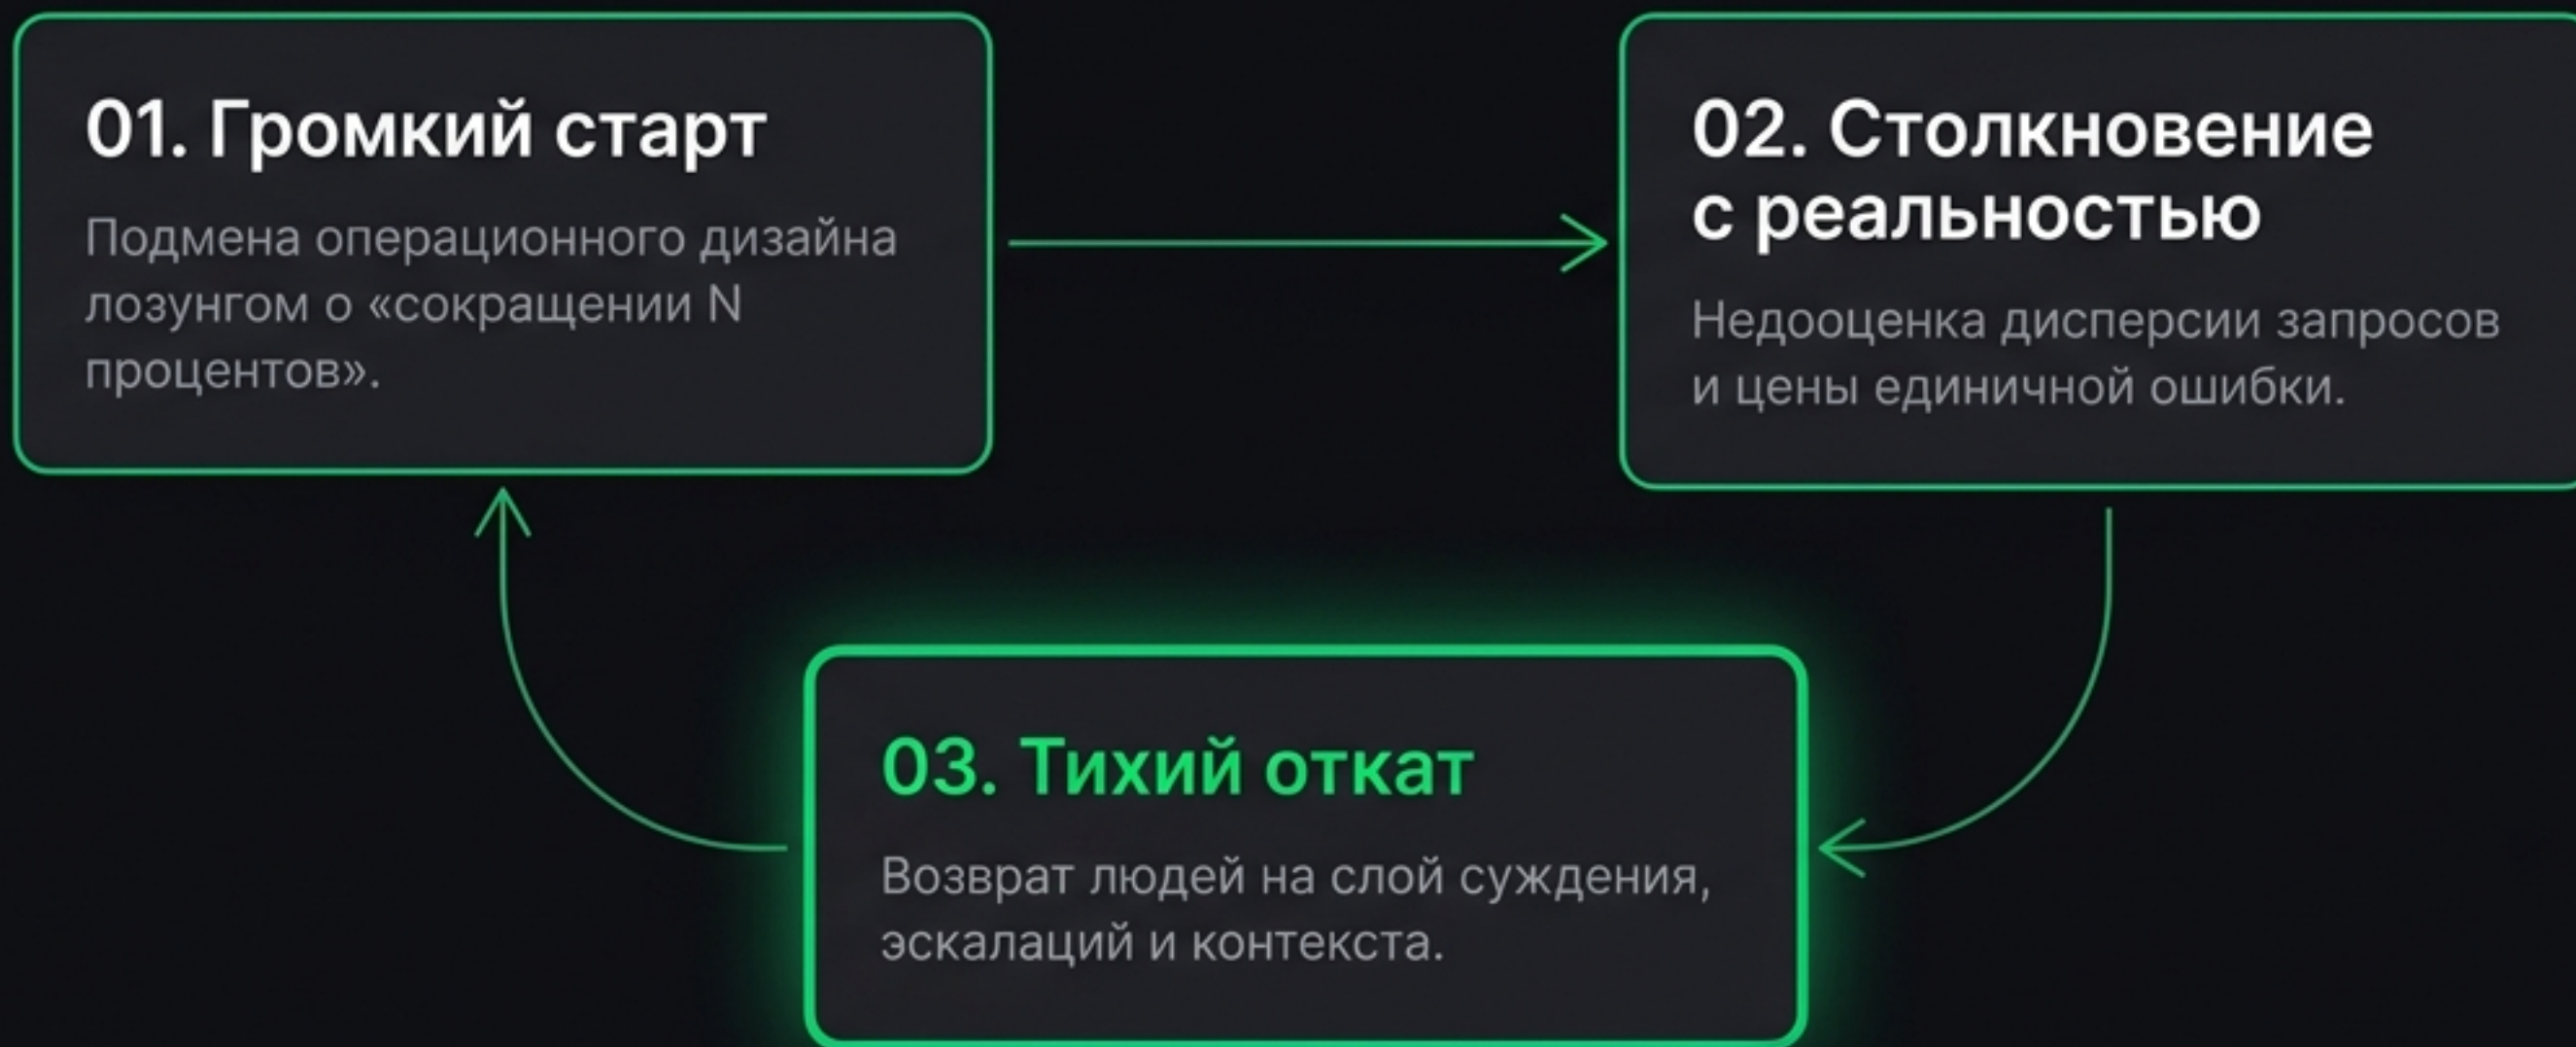 01. Громкий старт
Подмена операционного дизайна
лозунгом о «сокращении N
процентов».
02. Столкновение
с реальностью
Недооценка дисперсии запросов
и цены единичной ошибки.
03. Тихий откат
Возврат людей на слой суждения,
эскалаций и контекста.